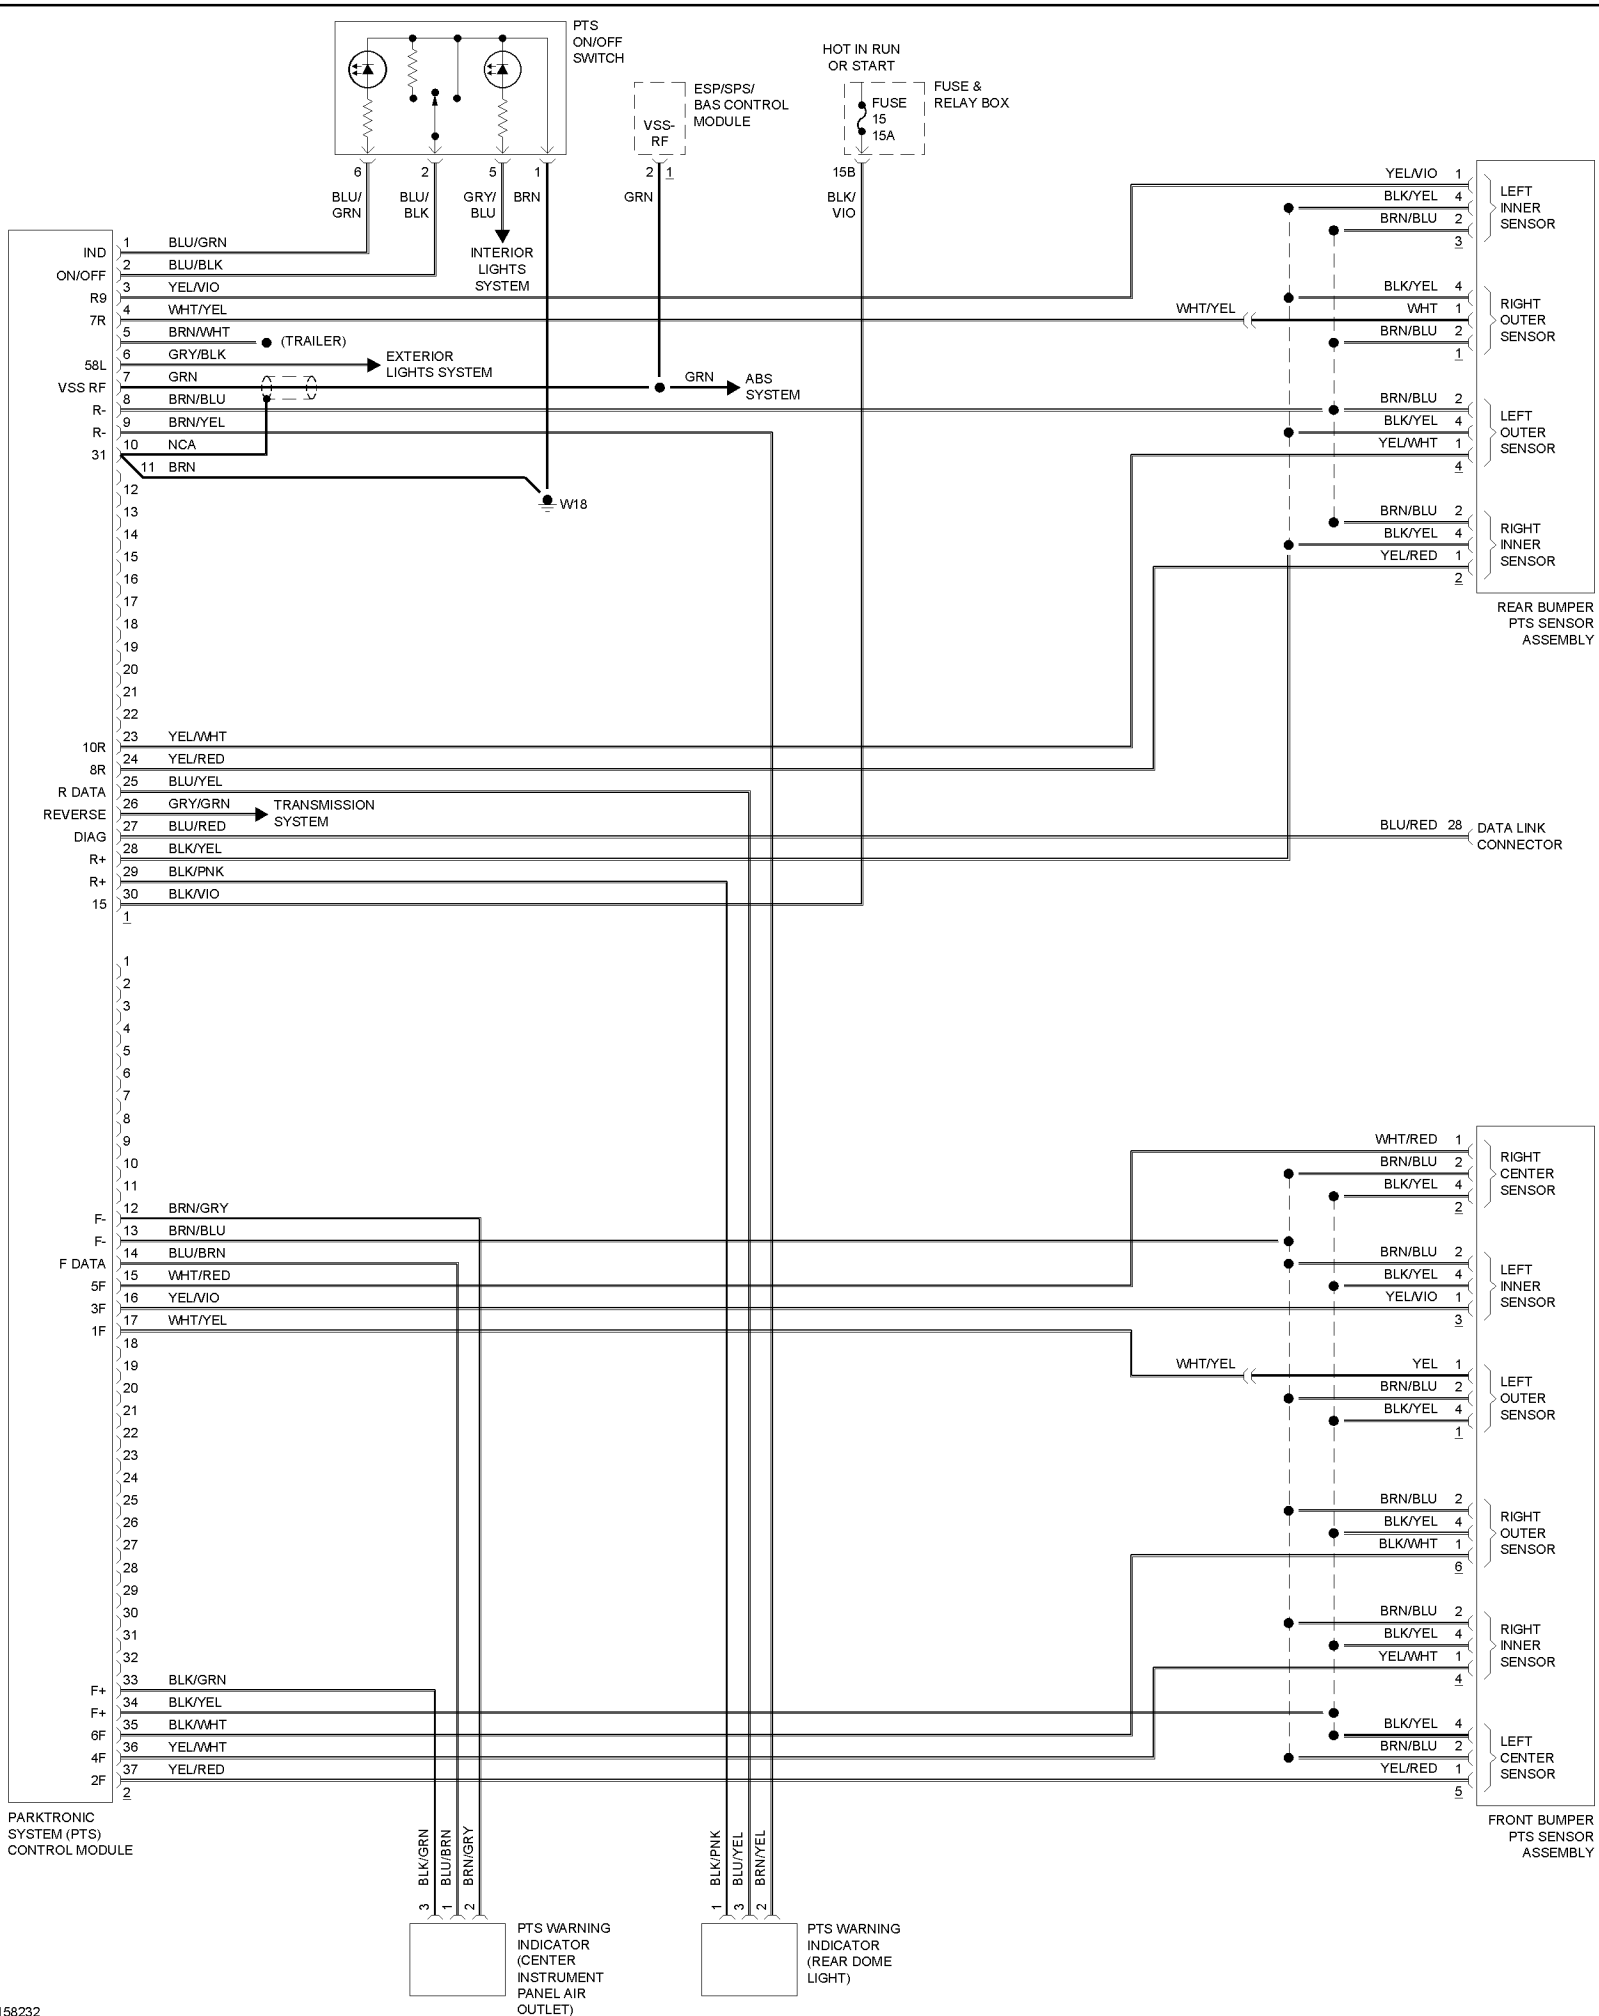 PTS
ON/OFF
SWITCH
HOT IN RUN
OR START
ESP/SPS/
BAS CONTROL
MODULE
VSS-
RF
FUSE
15
15A
FUSE &
RELAY BOX
6
2
5
1
2
1
15B
BLU/
GRN
BLU/
BLK
GRY/
BLU
BRN
GRN
BLK/
VIO
INTERIOR
LIGHTS
SYSTEM
IND
1
BLU/GRN
ON/OFF
2
BLU/BLK
R9
3
YEL/VIO
7R
4
WHT/YEL
5
BRN/WHT
(TRAILER)
58L
6
GRY/BLK
EXTERIOR
LIGHTS SYSTEM
VSS RF
7
GRN
GRN
ABS
SYSTEM
R-
8
BRN/BLU
R-
9
BRN/YEL
31
10
NCA
11
BRN
W18
12
13
14
15
16
17
18
19
20
21
22
10R
23
YEL/WHT
8R
24
YEL/RED
R DATA
25
BLU/YEL
REVERSE
26
GRY/GRN
TRANSMISSION
SYSTEM
DIAG
27
BLU/RED
R+
28
BLK/YEL
R+
29
BLK/PNK
15
30
BLK/VIO
1
1
2
3
4
5
6
7
8
9
10
11
F-
12
BRN/GRY
F-
13
BRN/BLU
F DATA
14
BLU/BRN
5F
15
WHT/RED
3F
16
YEL/VIO
1F
17
WHT/YEL
18
19
20
21
22
23
24
25
26
27
28
29
30
31
32
F+
33
BLK/GRN
F+
34
BLK/YEL
6F
35
BLK/WHT
4F
36
YEL/WHT
2F
37
YEL/RED
2
PARKTRONIC
SYSTEM (PTS)
CONTROL MODULE
YEL/VIO 1
BLK/YEL 4
BRN/BLU 2
3
LEFT
INNER
SENSOR
BLK/YEL 4
WHT/YEL
WHT 1
BRN/BLU 2
1
RIGHT
OUTER
SENSOR
BRN/BLU 2
BLK/YEL 4
YEL/WHT 1
4
LEFT
OUTER
SENSOR
BRN/BLU 2
BLK/YEL 4
YEL/RED 1
2
RIGHT
INNER
SENSOR
REAR BUMPER
PTS SENSOR
ASSEMBLY
BLU/RED 28
DATA LINK
CONNECTOR
WHT/RED 1
BRN/BLU 2
BLK/YEL 4
2
RIGHT
CENTER
SENSOR
BRN/BLU 2
BLK/YEL 4
YEL/VIO 1
3
LEFT
INNER
SENSOR
WHT/YEL
YEL 1
BRN/BLU 2
BLK/YEL 4
1
LEFT
OUTER
SENSOR
BRN/BLU 2
BLK/YEL 4
BLK/WHT 1
6
RIGHT
OUTER
SENSOR
BRN/BLU 2
BLK/YEL 4
YEL/WHT 1
4
RIGHT
INNER
SENSOR
BLK/YEL 4
BRN/BLU 2
YEL/RED 1
5
LEFT
CENTER
SENSOR
FRONT BUMPER
PTS SENSOR
ASSEMBLY
3 BLK/GRN
1 BLU/BRN
2 BRN/GRY
PTS WARNING
INDICATOR
(CENTER
INSTRUMENT
PANEL AIR
OUTLET)
1 BLK/PNK
3 BLU/YEL
2 BRN/YEL
PTS WARNING
INDICATOR
(REAR DOME
LIGHT)
158232